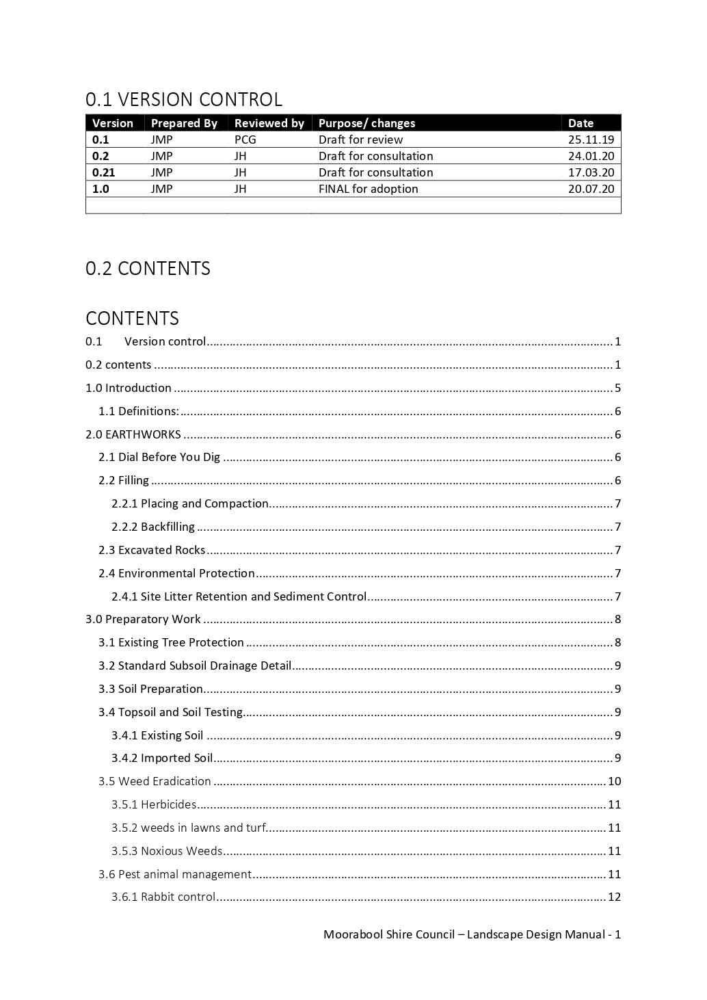 0.1 VERSION CONTROL
Version Prepared By Reviewed by Purpose/ changes Date
0.1 JMP PCG Draft for review 25.11.19
0.2 JMP JH Draft for consultation 24.01.20
0.21 JMP JH Draft for consultation 17.03.20
1.0 JMP JH FINAL for adoption 20.07.20
0.2 CONTENTS
CONTENTS
0.1 Version control 1
0.2 contents 1
1.0 Introduction 5
1.1 Definitions: 6
2.0 EARTHWORKS 6
2.1 Dial Before You Dig 6
2.2 Filling 6
2.2.1 Placing and Compaction 7
2.2.2 Backfilling 7
2.3 Excavated Rocks 7
2.4 Environmental Protection 7
2.4.1 Site Litter Retention and Sediment Control 7
3.0 Preparatory Work 8
3.1 Existing Tree Protection 8
3.2 Standard Subsoil Drainage Detail 9
3.3 Soil Preparation 9
3.4 Topsoil and Soil Testing 9
3.4.1 Existing Soil 9
3.4.2 Imported Soil 9
3.5 Weed Eradication 10
3.5.1 Herbicides 11
3.5.2 weeds in lawns and turf 11
3.5.3 Noxious Weeds 11
3.6 Pest animal management 11
3.6.1 Rabbit control 12
Moorabool Shire Council – Landscape Design Manual - 1